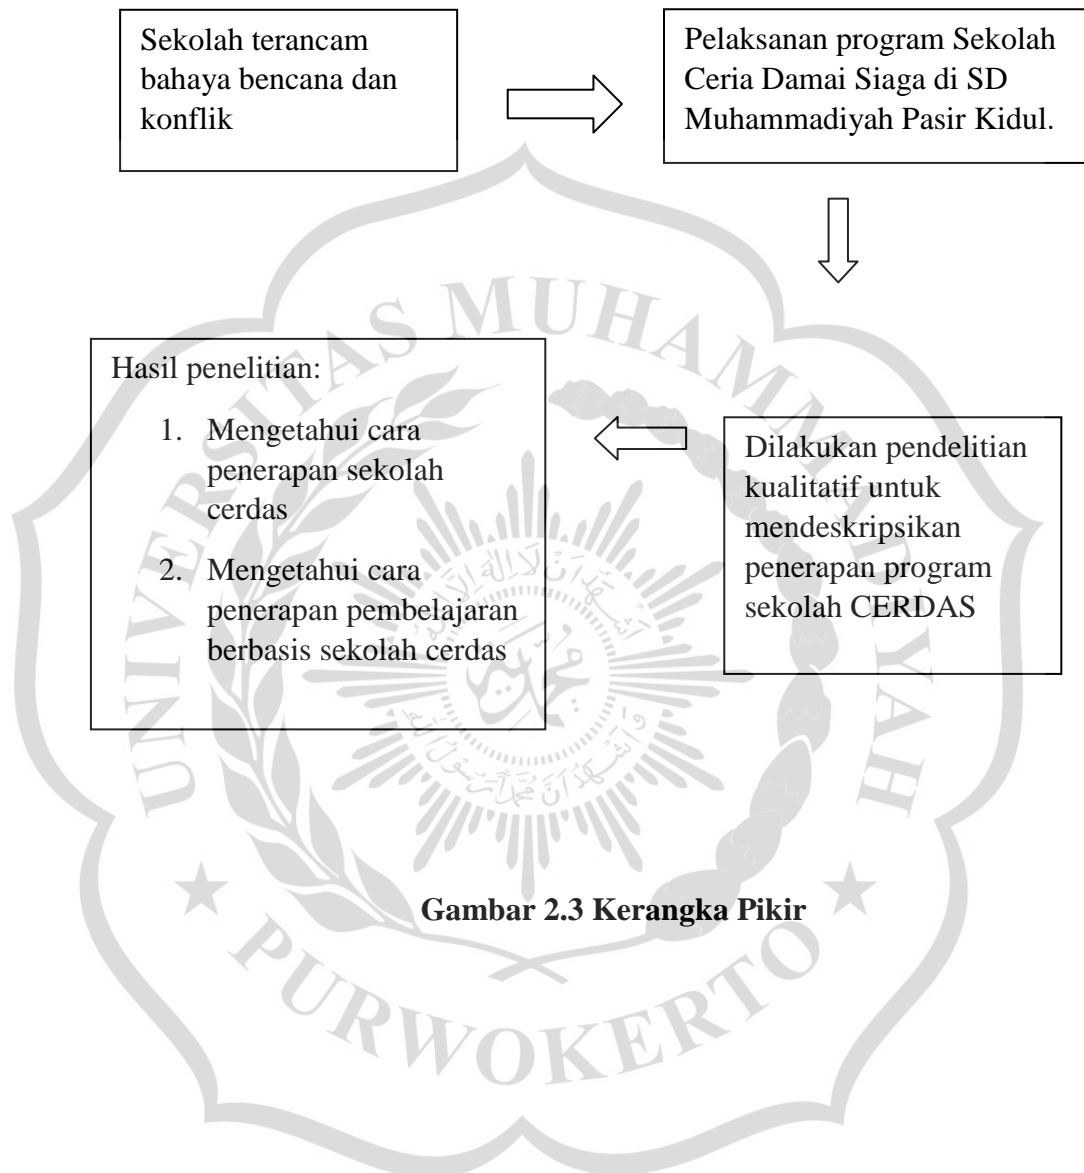 Sekolah terancam
bahaya bencana dan
konflik
Pelaksanan program Sekolah
Ceria Damai Siaga di SD
Muhammadiyah Pasir Kidul.
Hasil penelitian:
1. Mengetahui cara
penerapan sekolah
cerdas
2. Mengetahui cara
penerapan pembelajaran
berbasis sekolah cerdas
Dilakukan pendelitian
kualitatif untuk
mendeskripsikan
penerapan program
sekolah CERDAS
Gambar 2.3 Kerangka Pikir
UNIVERSITAS MUHAMMADIYAH
PURWOKERTO